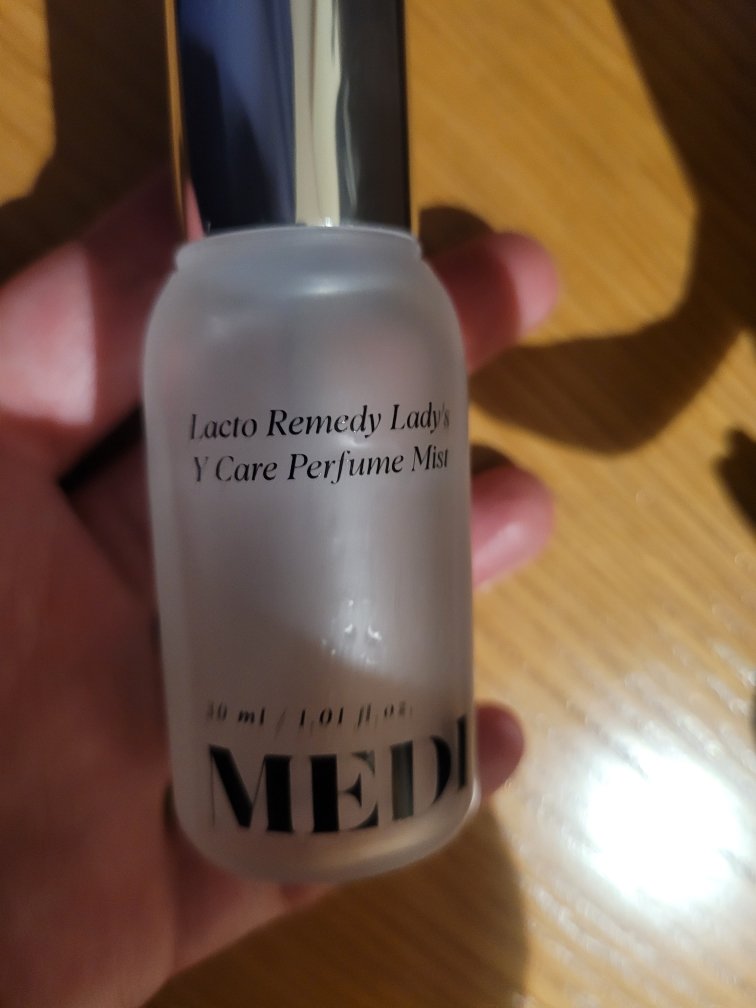 Lacto Remedy Lady's
Y Care Perfume Mist
30 ml / 1.01 fl.oz.
MEDI